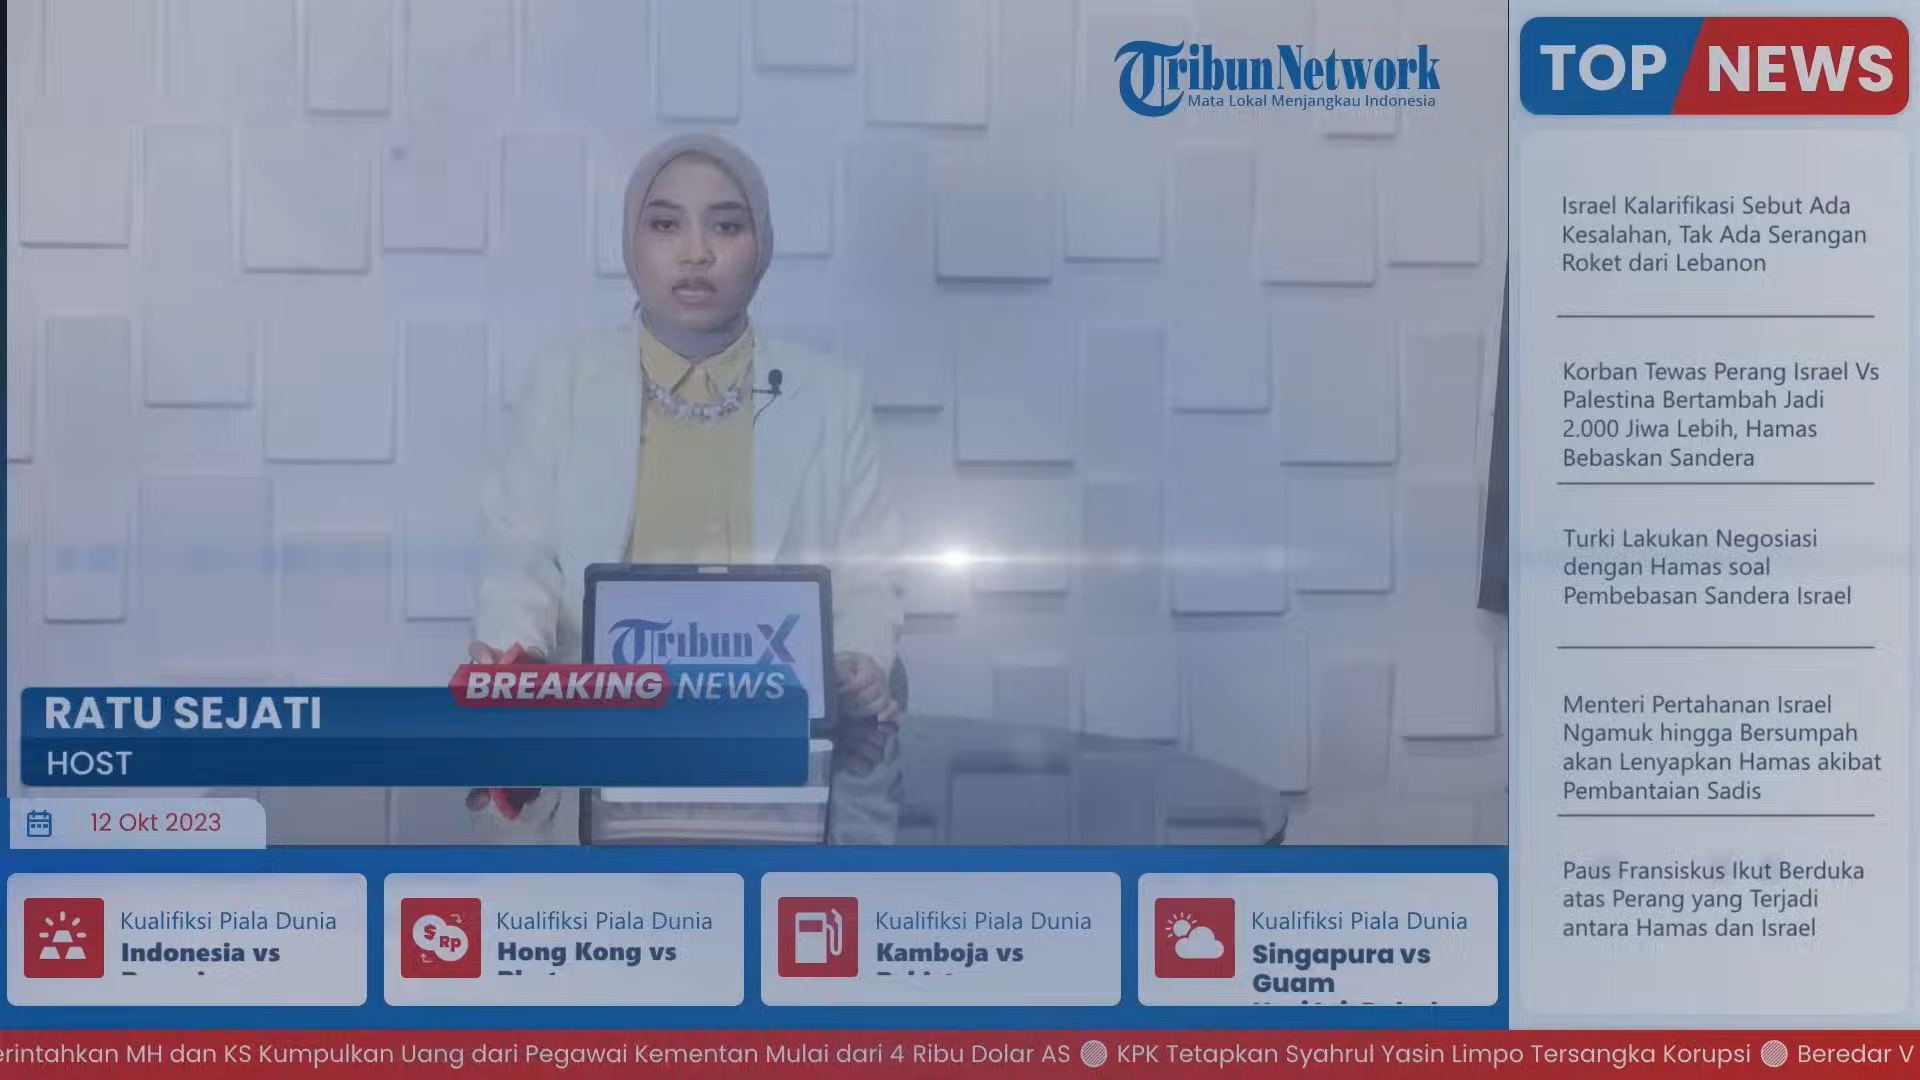 TribunNetwork
Mata Lokal Menjangkau Indonesia
TOP NEWS
Israel Kalarifikasi Sebut Ada
Kesalahan, Tak Ada Serangan
Roket dari Lebanon
Korban Tewas Perang Israel Vs
Palestina Bertambah Jadi
2.000 Jiwa Lebih, Hamas
Bebaskan Sandera
Turki Lakukan Negosiasi
dengan Hamas soal
Pembebasan Sandera Israel
Menteri Pertahanan Israel
Ngamuk hingga Bersumpah
akan Lenyapkan Hamas akibat
Pembantaian Sadis
Paus Fransiskus Ikut Berduka
atas Perang yang Terjadi
antara Hamas dan Israel
Tribun X
BREAKING NEWS
RATU SEJATI
HOST
12 Okt 2023
Kualifiksi Piala Dunia
Indonesia vs
Kualifiksi Piala Dunia
Hong Kong vs
Kualifiksi Piala Dunia
Kamboja vs
Kualifiksi Piala Dunia
Singapura vs
Guam
erintahkan MH dan KS Kumpulkan Uang dari Pegawai Kementan Mulai dari 4 Ribu Dolar AS KPK Tetapkan Syahrul Yasin Limpo Tersangka Korupsi Beredar V